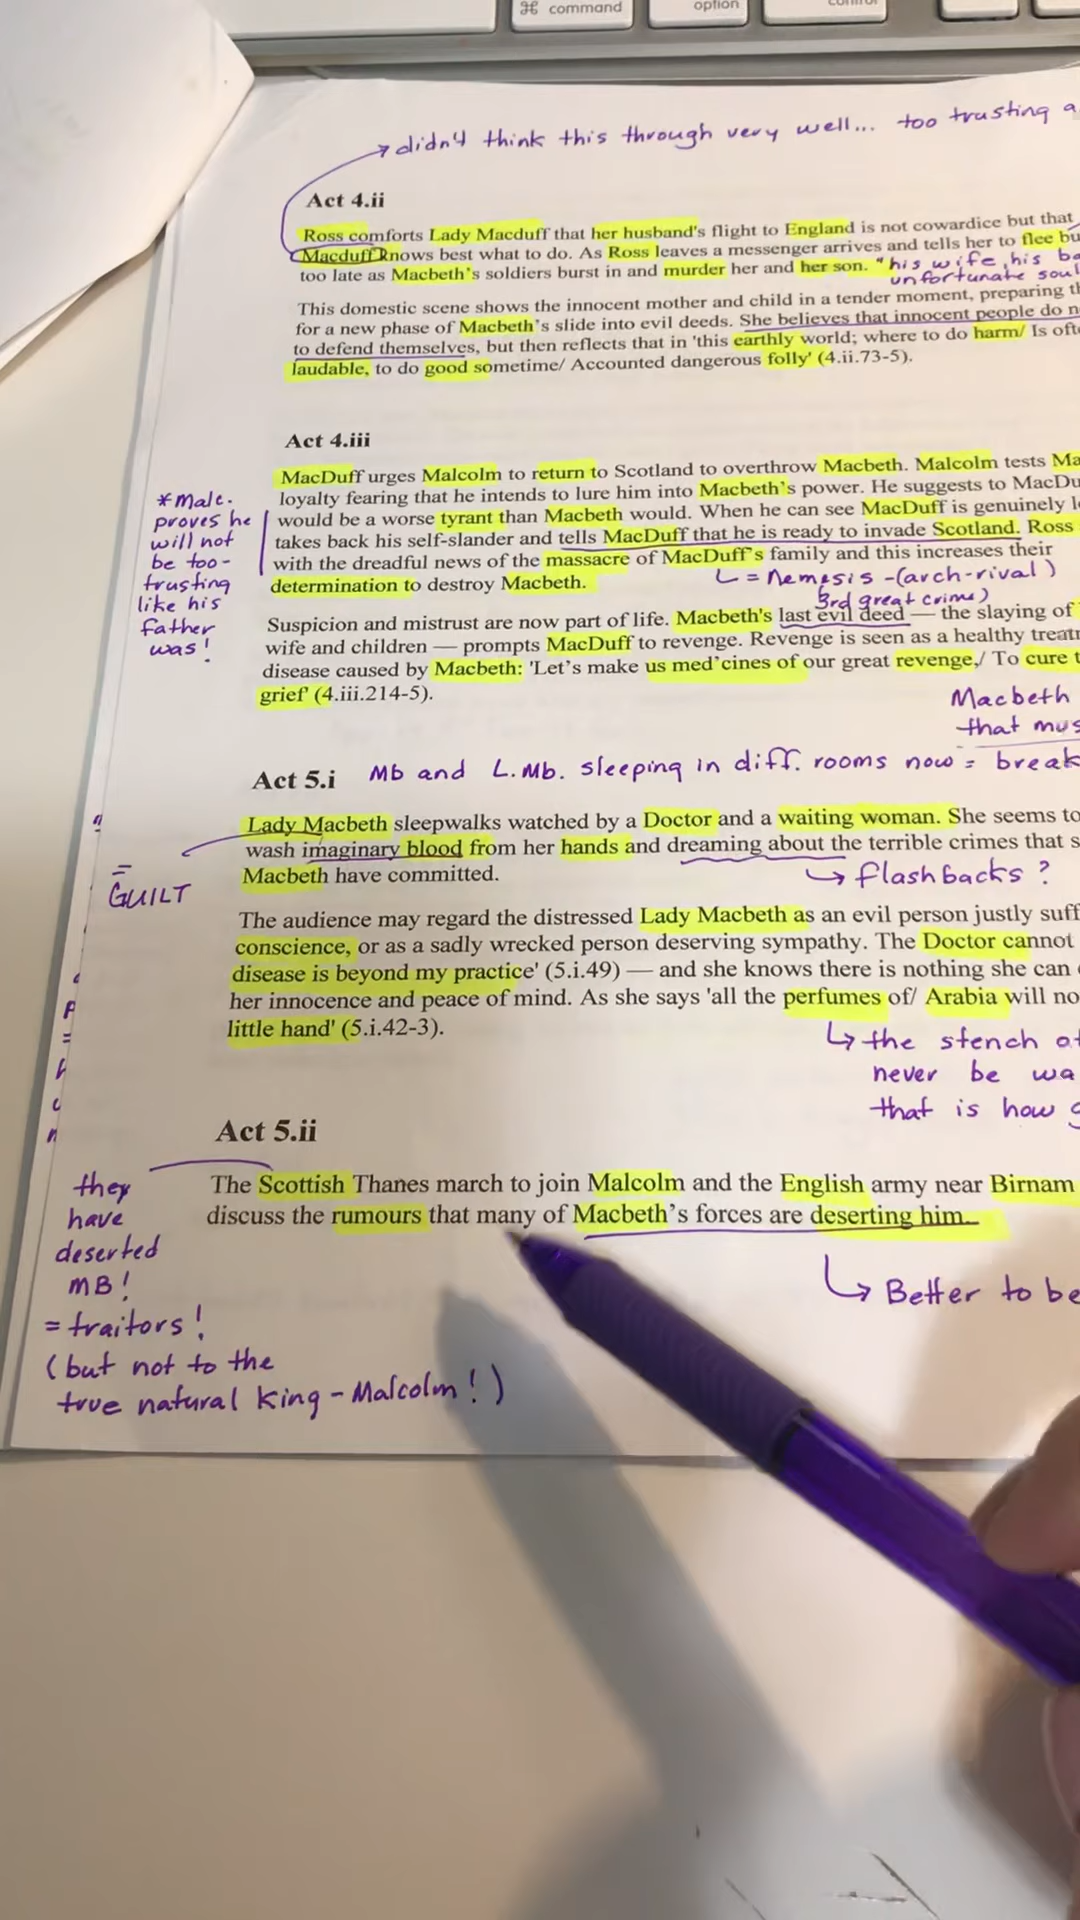 ⌘ command
option
control
didn't think this through very well... too trusting
Act 4.ii
Ross comforts Lady Macduff that her husband's flight to England is not cowardice but that
Macduff knows best what to do. As Ross leaves a messenger arrives and tells her to flee bu
too late as Macbeth's soldiers burst in and murder her and her son. "his wife, his ba
unfortunate soul
This domestic scene shows the innocent mother and child in a tender moment, preparing th
for a new phase of Macbeth's slide into evil deeds. She believes that innocent people do n
to defend themselves, but then reflects that in 'this earthly world; where to do harm/ Is ofte
laudable, to do good sometime/ Accounted dangerous folly' (4.ii.73-5).
Act 4.iii
MacDuff urges Malcolm to return to Scotland to overthrow Macbeth. Malcolm tests Ma
loyalty fearing that he intends to lure him into Macbeth's power. He suggests to MacDu
would be a worse tyrant than Macbeth would. When he can see MacDuff is genuinely l
takes back his self-slander and tells MacDuff that he is ready to invade Scotland. Ross
with the dreadful news of the massacre of MacDuff's family and this increases their
determination to destroy Macbeth.
*Malc.
proves he
will not
be too-
trusting
like his
father
was!
= nemesis -(arch-rival)
3rd great crime)
Suspicion and mistrust are now part of life. Macbeth's last evil deed — the slaying of
wife and children — prompts MacDuff to revenge. Revenge is seen as a healthy treatm
disease caused by Macbeth: 'Let's make us med'cines of our great revenge,/ To cure t
grief' (4.iii.214-5).
Macbeth
that mus
Act 5.i
Mb and L.Mb. sleeping in diff. rooms now = break
Lady Macbeth sleepwalks watched by a Doctor and a waiting woman. She seems to
wash imaginary blood from her hands and dreaming about the terrible crimes that s
Macbeth have committed.
= GUILT
↳ flashbacks?
The audience may regard the distressed Lady Macbeth as an evil person justly suff
conscience, or as a sadly wrecked person deserving sympathy. The Doctor cannot
disease is beyond my practice' (5.i.49) — and she knows there is nothing she can
her innocence and peace of mind. As she says 'all the perfumes of/ Arabia will no
little hand' (5.i.42-3).
↳ the stench o
never be wa
that is how g
Act 5.ii
The Scottish Thanes march to join Malcolm and the English army near Birnam
discuss the rumours that many of Macbeth's forces are deserting him.
they
have
deserted
MB!
= traitors!
(but not to the
true natural king - Malcolm!)
↳ Better to be